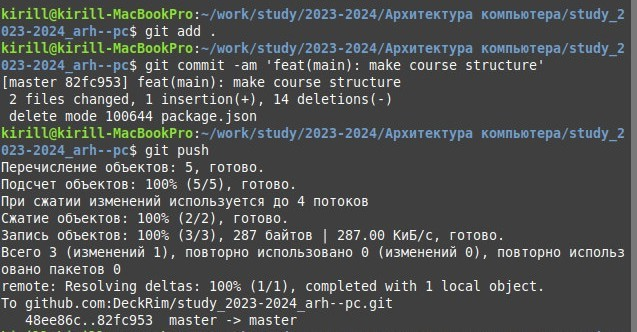 kirill@kirill-MacBookPro:~/work/study/2023-2024/Архитектура компьютера/study_2
023-2024_arh--pc$ git add .
kirill@kirill-MacBookPro:~/work/study/2023-2024/Архитектура компьютера/study_2
023-2024_arh--pc$ git commit -am 'feat(main): make course structure'
[master 82fc953] feat(main): make course structure
 2 files changed, 1 insertion(+), 14 deletions(-)
 delete mode 100644 package.json
kirill@kirill-MacBookPro:~/work/study/2023-2024/Архитектура компьютера/study_2
023-2024_arh--pc$ git push
Перечисление объектов: 5, готово.
Подсчет объектов: 100% (5/5), готово.
При сжатии изменений используется до 4 потоков
Сжатие объектов: 100% (2/2), готово.
Запись объектов: 100% (3/3), 287 байтов | 287.00 КиБ/с, готово.
Всего 3 (изменений 1), повторно использовано 0 (изменений 0), повторно использ
овано пакетов 0
remote: Resolving deltas: 100% (1/1), completed with 1 local object.
To github.com:DeckRim/study_2023-2024_arh--pc.git
   48ee86c..82fc953  master -> master